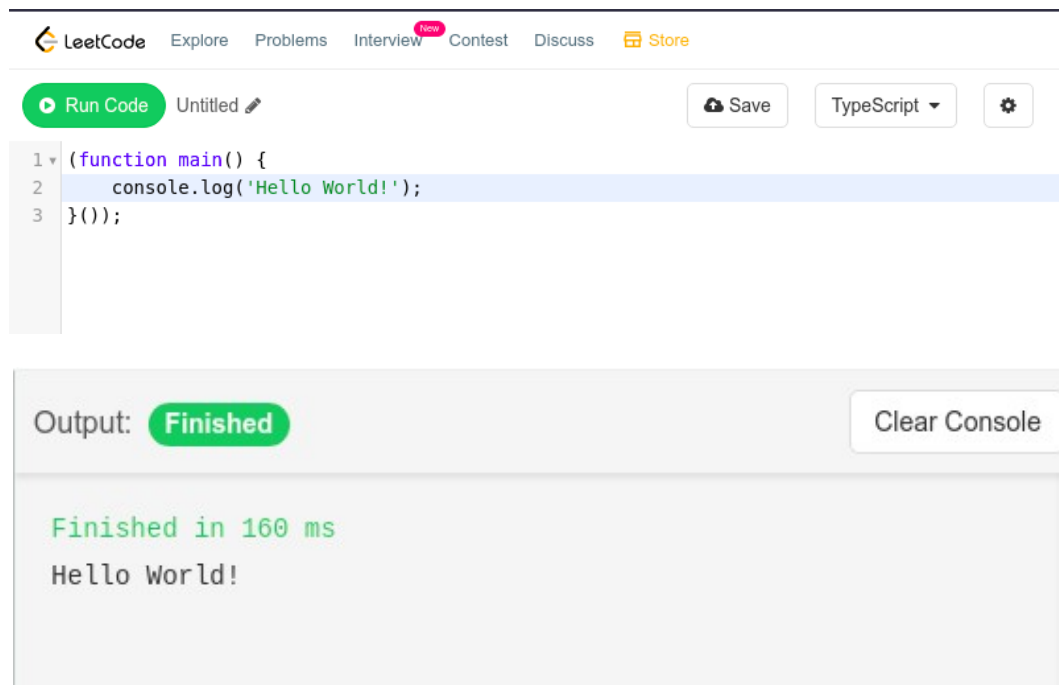 LeetCode Explore Problems Interview New Contest Discuss Store
Run Code Untitled Save TypeScript
1 (function main() {
2     console.log('Hello World!');
3 }());
Output: Finished Clear Console
Finished in 160 ms
Hello World!